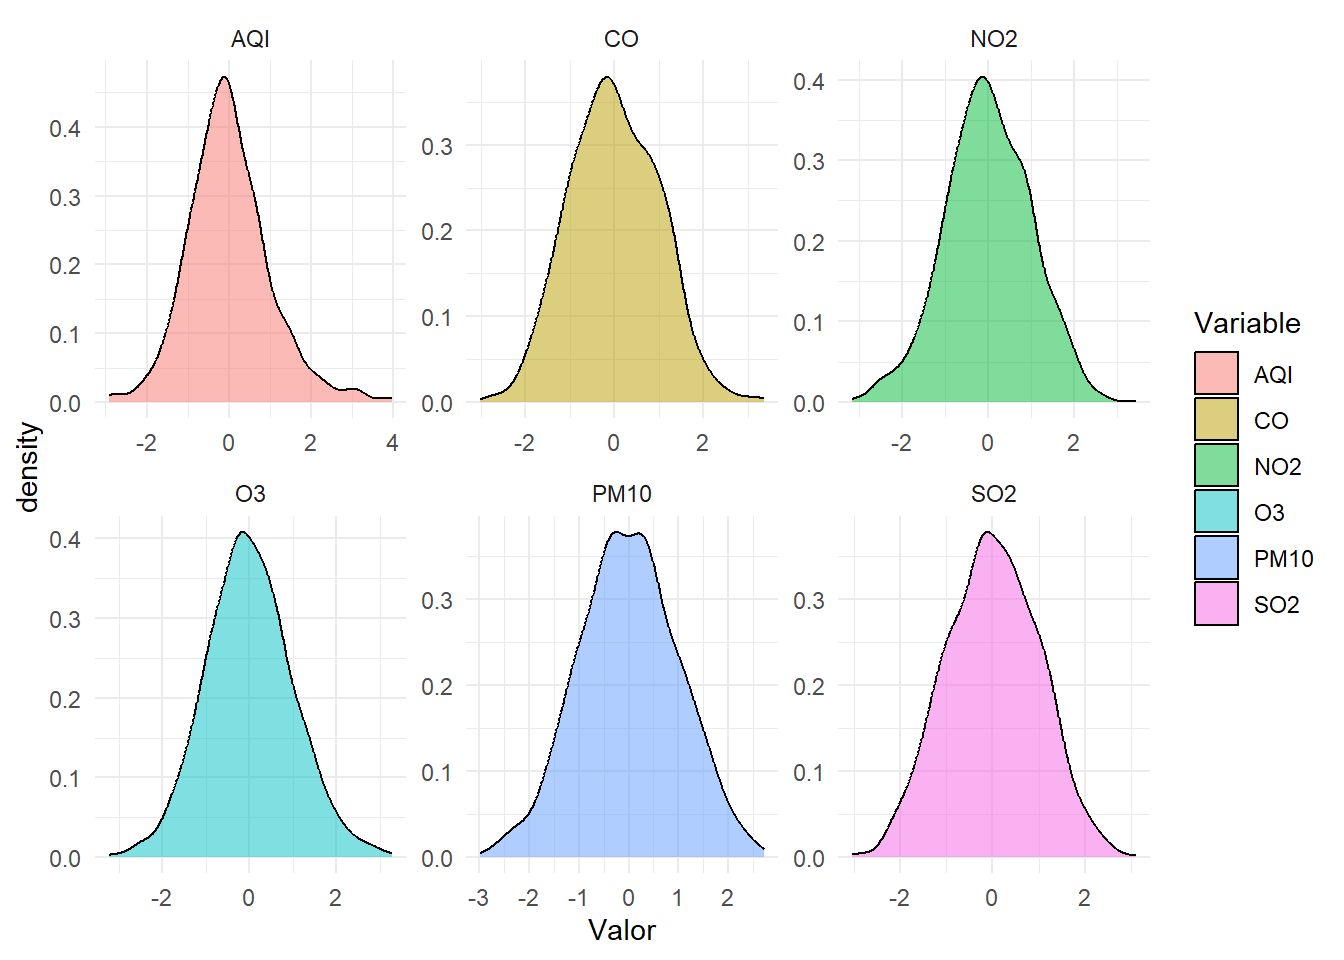 AQI CO NO2
0.4 0.3 0.2 0.1 0.0
-2 0 2 4
0.3 0.2 0.1 0.0
-2 0 2
0.4 0.3 0.2 0.1 0.0
-2 0 2
density
O3 PM10 SO2
0.4 0.3 0.2 0.1 0.0
-2 0 2
0.3 0.2 0.1 0.0
-3 -2 -1 0 1 2
0.3 0.2 0.1 0.0
-2 0 2
Valor
Variable
AQI
CO
NO2
O3
PM10
SO2